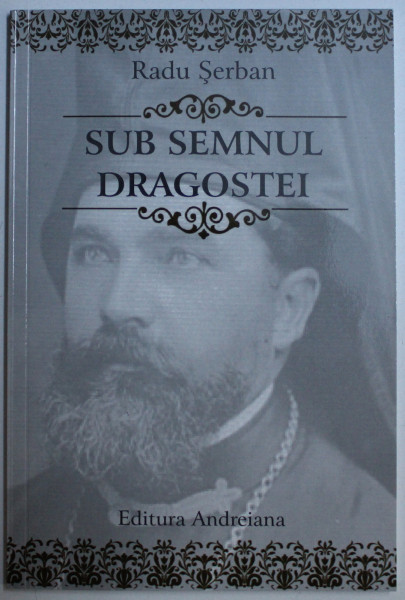 Radu Şerban
SUB SEMNUL
DRAGOSTEI
Editura Andreiana